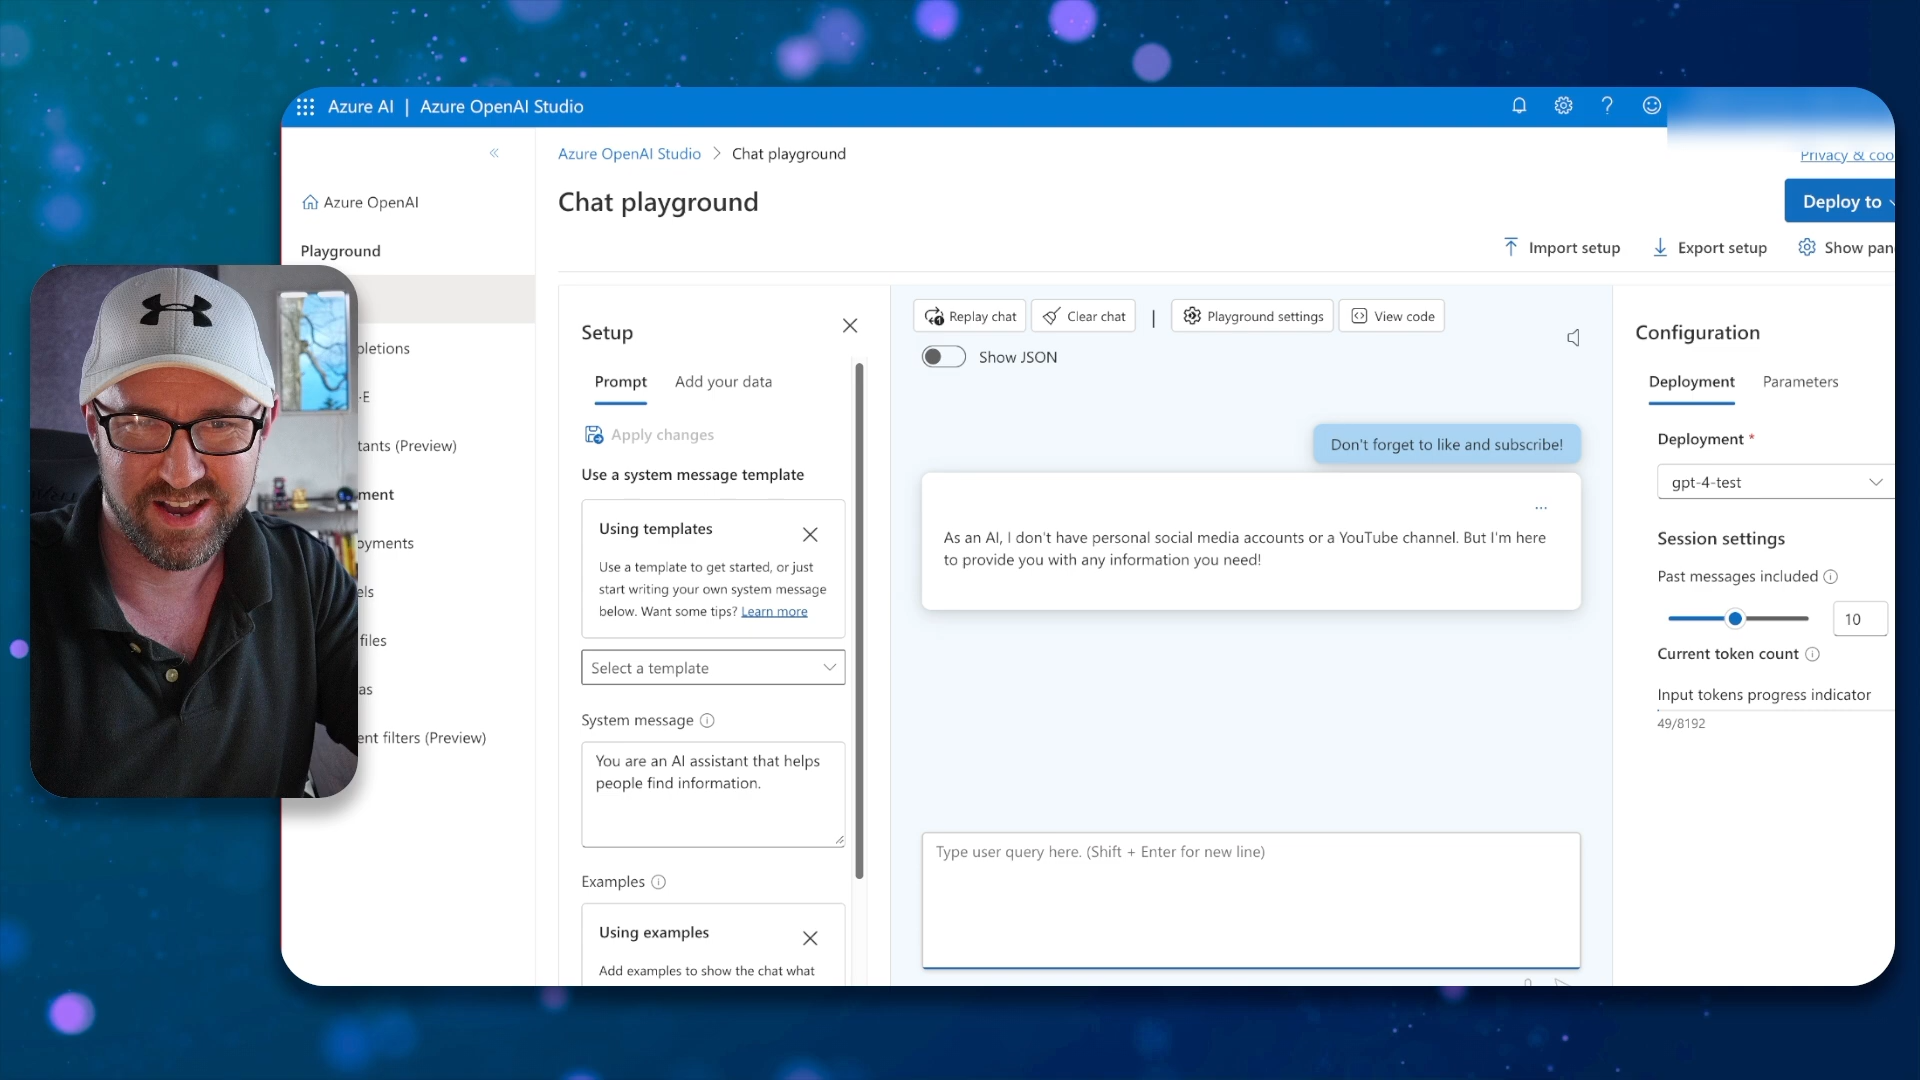 Azure AI | Azure OpenAI Studio
Azure OpenAI Studio > Chat playground
Privacy & coo
Chat playground
Deploy to
Import setup
Export setup
Show pan
Azure OpenAI
Playground
pletions
·E
tants (Preview)
ment
oyments
els
files
as
ent filters (Preview)
Setup
Prompt
Add your data
Apply changes
Use a system message template
Using templates
Use a template to get started, or just
start writing your own system message
below. Want some tips? Learn more
Select a template
System message
You are an AI assistant that helps
people find information.
Examples
Using examples
Add examples to show the chat what
Replay chat
Clear chat
|
Playground settings
View code
Show JSON
Don't forget to like and subscribe!
...
As an AI, I don't have personal social media accounts or a YouTube channel. But I'm here
to provide you with any information you need!
Type user query here. (Shift + Enter for new line)
Configuration
Deployment
Parameters
Deployment *
gpt-4-test
Session settings
Past messages included
10
Current token count
Input tokens progress indicator
49/8192